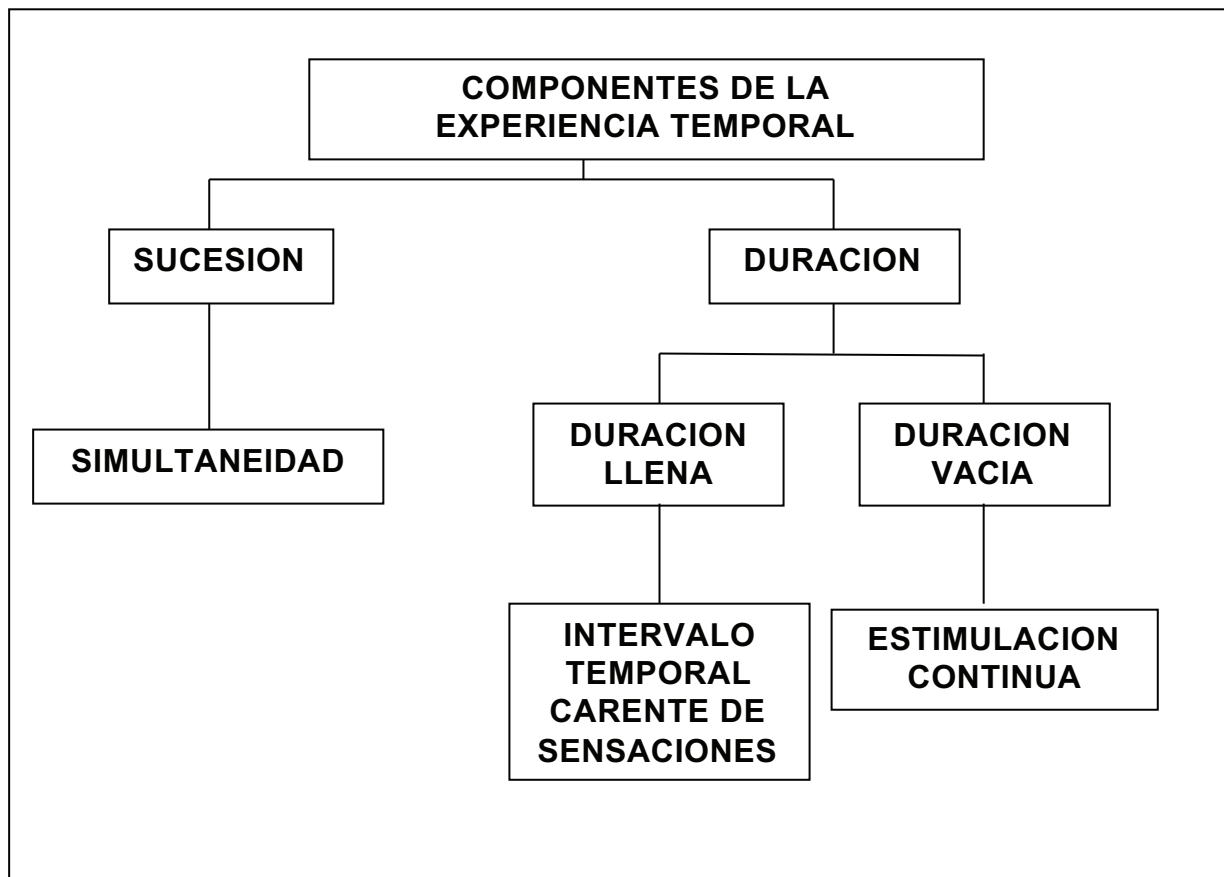 COMPONENTES DE LA
EXPERIENCIA TEMPORAL
SUCESION
DURACION
SIMULTANEIDAD
DURACION
LLENA
DURACION
VACIA
INTERVALO
TEMPORAL
CARENTE DE
SENSACIONES
ESTIMULACION
CONTINUA